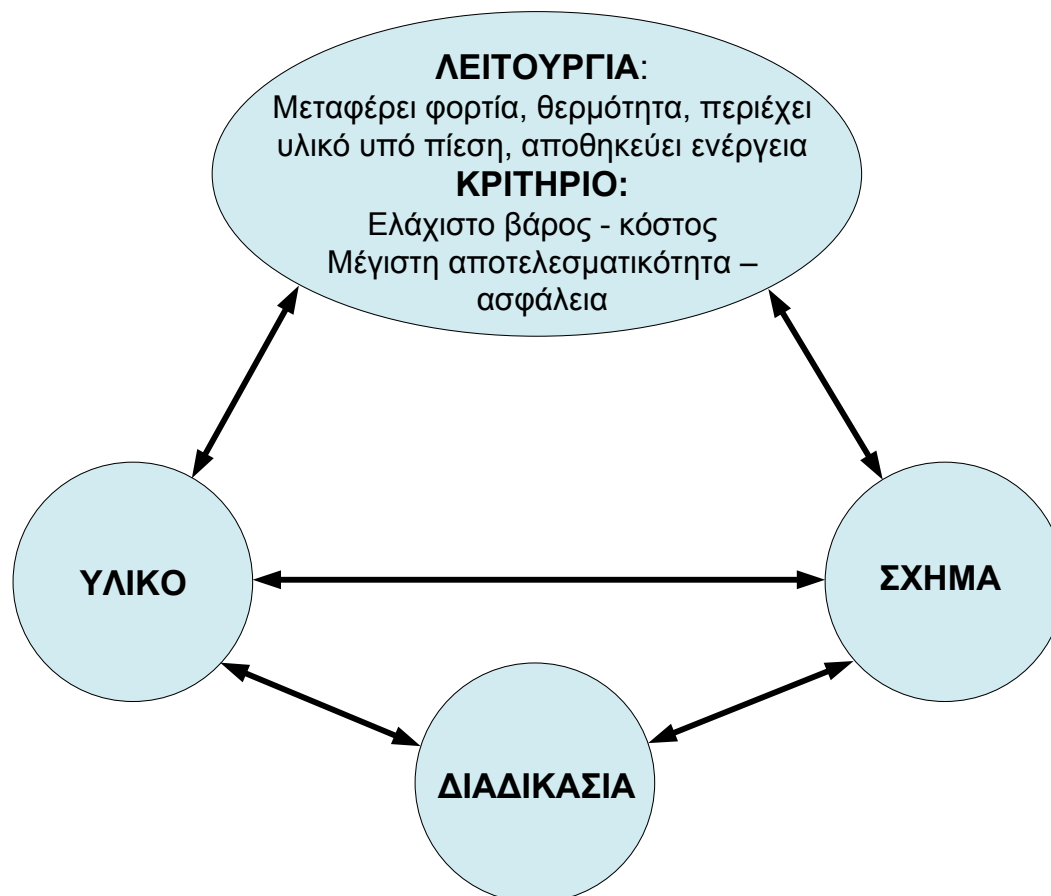 ΛΕΙΤΟΥΡΓΙΑ:
Μεταφέρει φορτία, θερμότητα, περιέχει
υλικό υπό πίεση, αποθηκεύει ενέργεια
ΚΡΙΤΗΡΙΟ:
Ελάχιστο βάρος - κόστος
Μέγιστη αποτελεσματικότητα –
ασφάλεια
ΥΛΙΚΟ
ΣΧΗΜΑ
ΔΙΑΔΙΚΑΣΙΑ